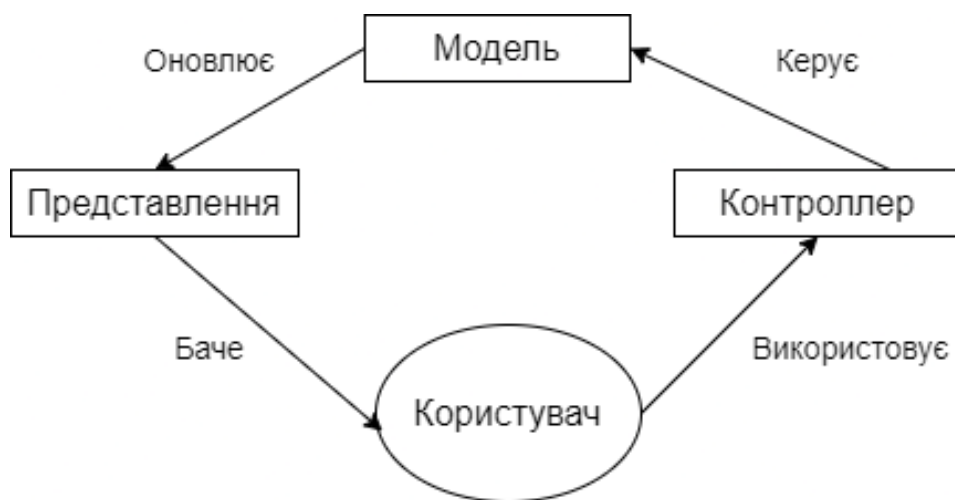 Модель
Оновлює
Керує
Представлення
Контроллер
Баче
Використовує
Користувач